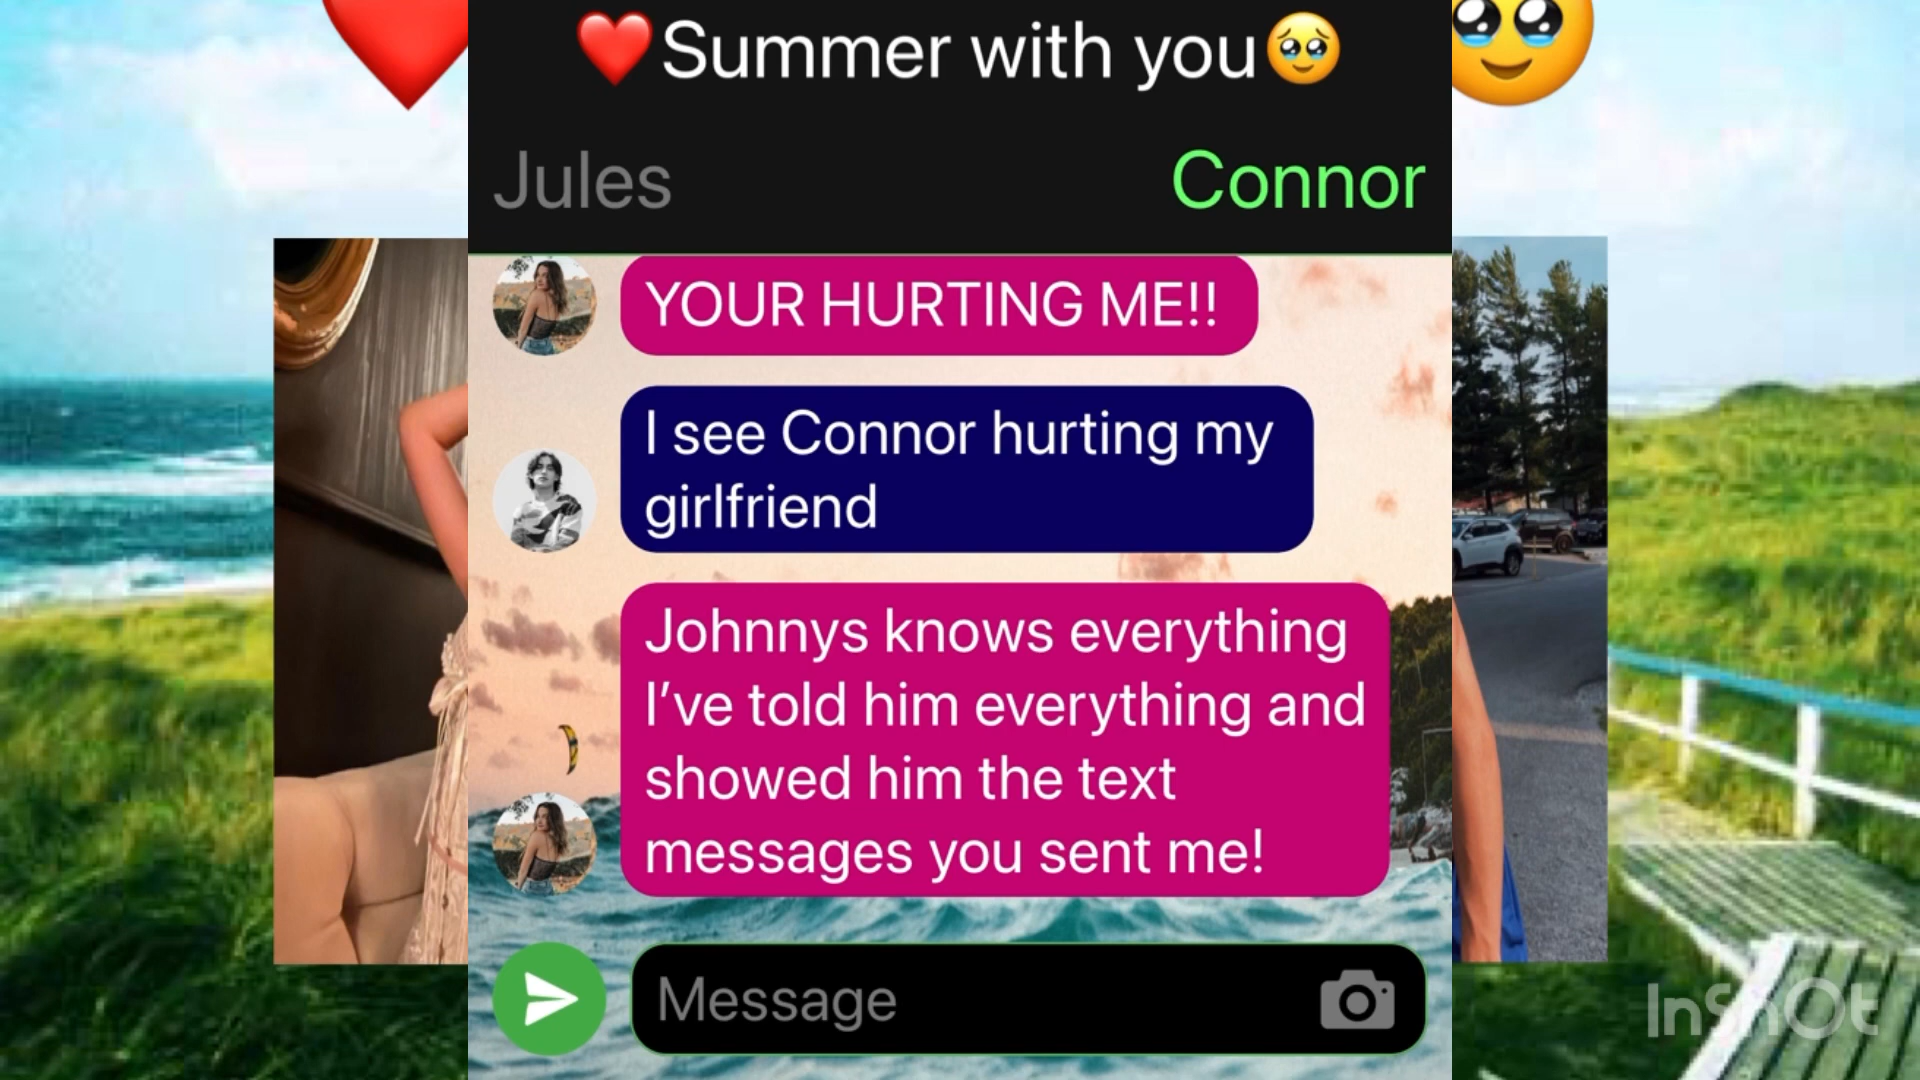 ❤️Summer with you🥹
Jules
Connor
YOUR HURTING ME!!
I see Connor hurting my
girlfriend
Johnnys knows everything
I’ve told him everything and
showed him the text
messages you sent me!
Message
InShOt